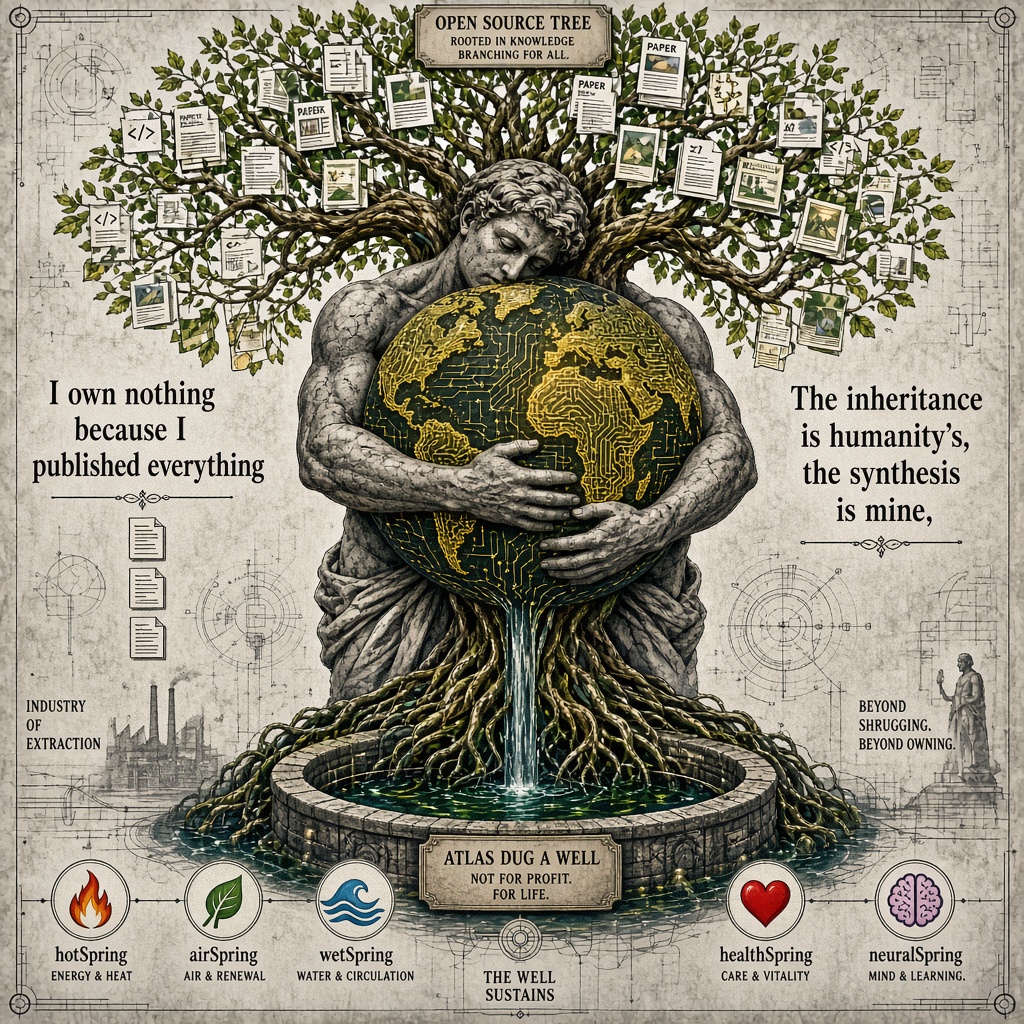 OPEN SOURCE TREE
ROOTED IN KNOWLEDGE
BRANCHING FOR ALL.
PAPER
PAPER
</>
</>
</>
I own nothing
because I
published everything
The inheritance
is humanity's,
the synthesis
is mine,
INDUSTRY
OF
EXTRACTION
BEYOND
SHRUGGING.
BEYOND OWNING.
ATLAS DUG A WELL
NOT FOR PROFIT.
FOR LIFE.
hotSpring
ENERGY & HEAT
airSpring
AIR & RENEWAL
wetSpring
WATER & CIRCULATION
THE WELL
SUSTAINS
healthSpring
CARE & VITALITY
neuralSpring
MIND & LEARNING.